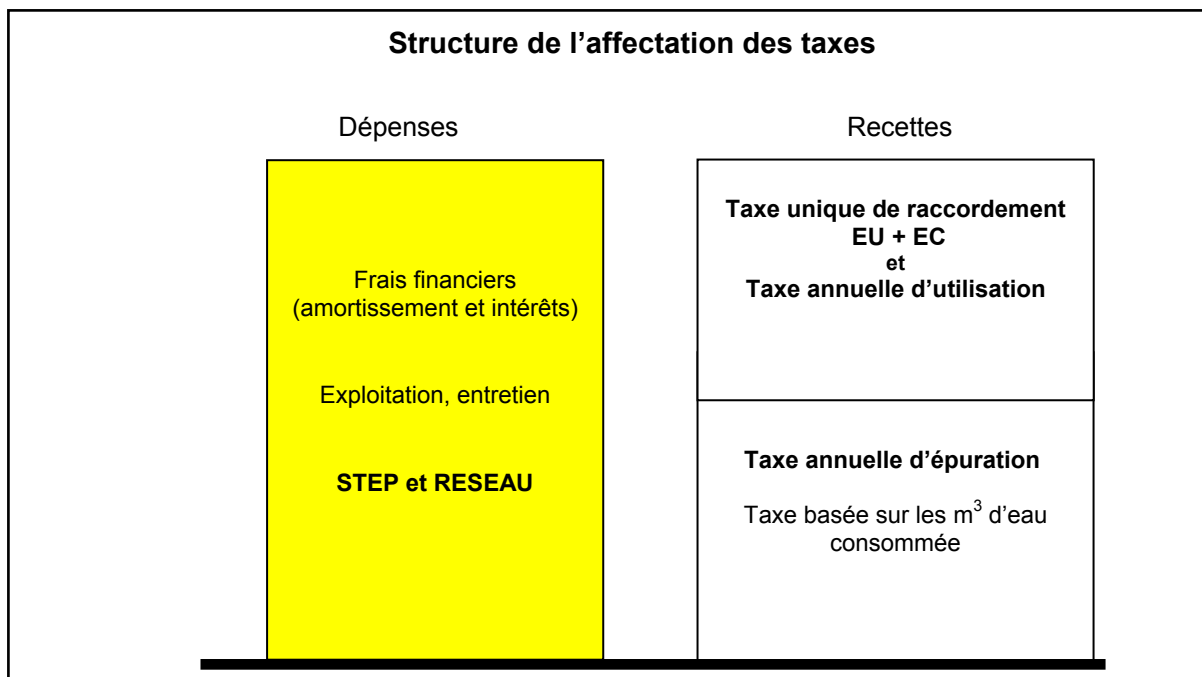 Structure de l’affectation des taxes
Dépenses
Frais financiers
(amortissement et intérêts)
Exploitation, entretien
STEP et RESEAU
Recettes
Taxe unique de raccordement
EU + EC
et
Taxe annuelle d’utilisation
Taxe annuelle d’épuration
Taxe basée sur les m³ d’eau
consommée